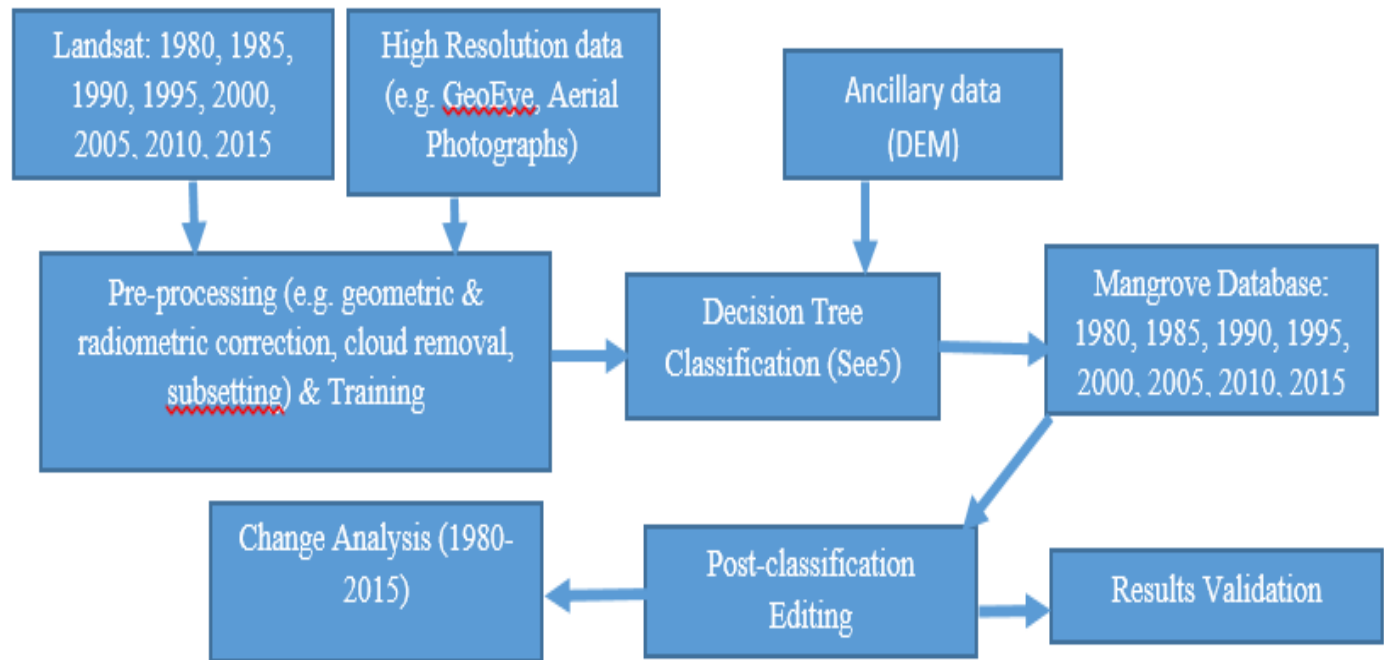 Landsat: 1980, 1985,
1990, 1995, 2000,
2005, 2010, 2015
High Resolution data
(e.g. GeoEye, Aerial
Photographs)
Ancillary data
(DEM)
Pre-processing (e.g. geometric &
radiometric correction, cloud removal,
subsetting) & Training
Decision Tree
Classification (See5)
Mangrove Database:
1980, 1985, 1990, 1995,
2000, 2005, 2010, 2015
Change Analysis (1980-
2015)
Post-classification
Editing
Results Validation